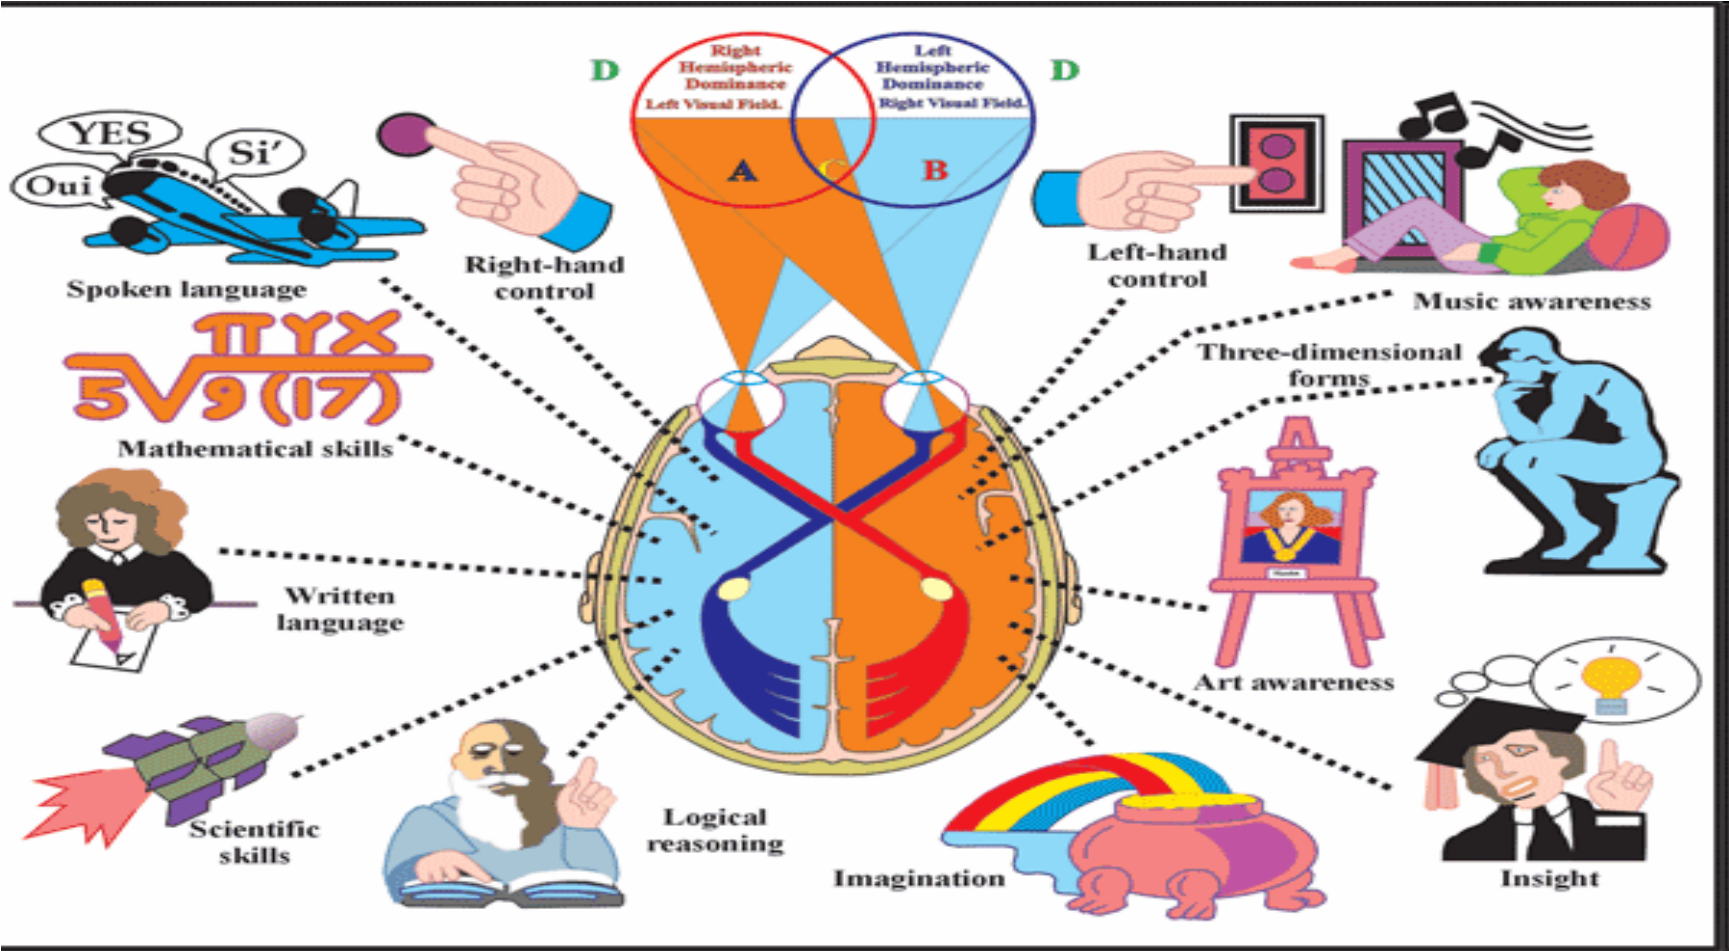 D
Right
Hemispheric
Dominance
Left Visual Field.
Left
Hemispheric
Dominance
Right Visual Field.
D
A
C
B
YES
Si'
Oui
Spoken language
Right-hand
control
Left-hand
control
Music awareness
πYX
5√9(17)
Mathematical skills
Three-dimensional
forms
Written
language
A
Art awareness
Scientific
skills
Logical
reasoning
Imagination
Insight